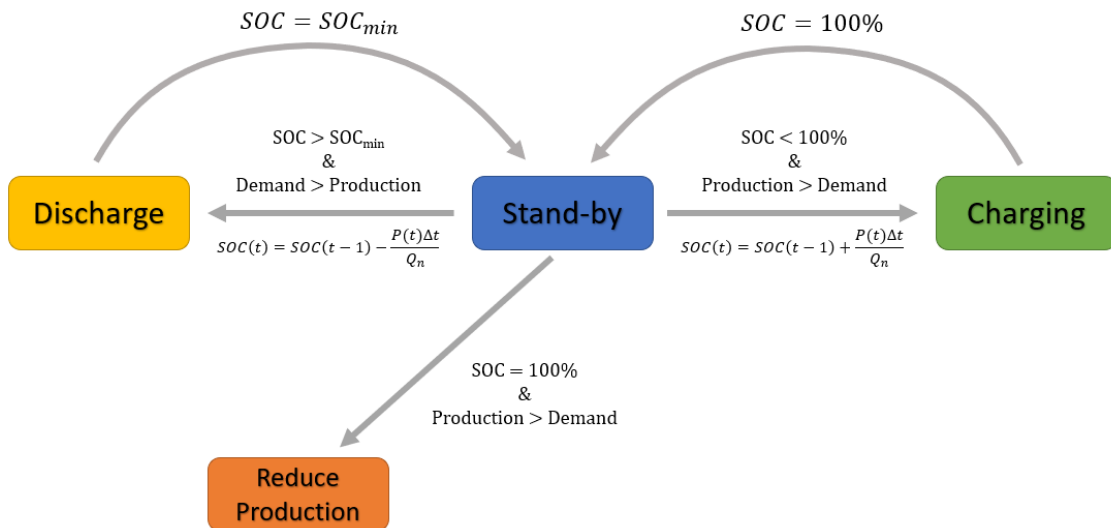 SOC = SOC_min
SOC = 100%
SOC > SOC_min
&
Demand > Production
SOC < 100%
&
Production > Demand
Discharge
Stand-by
Charging
SOC(t) = SOC(t − 1) − P(t)Δt / Q_n
SOC(t) = SOC(t − 1) + P(t)Δt / Q_n
SOC = 100%
&
Production > Demand
Reduce
Production